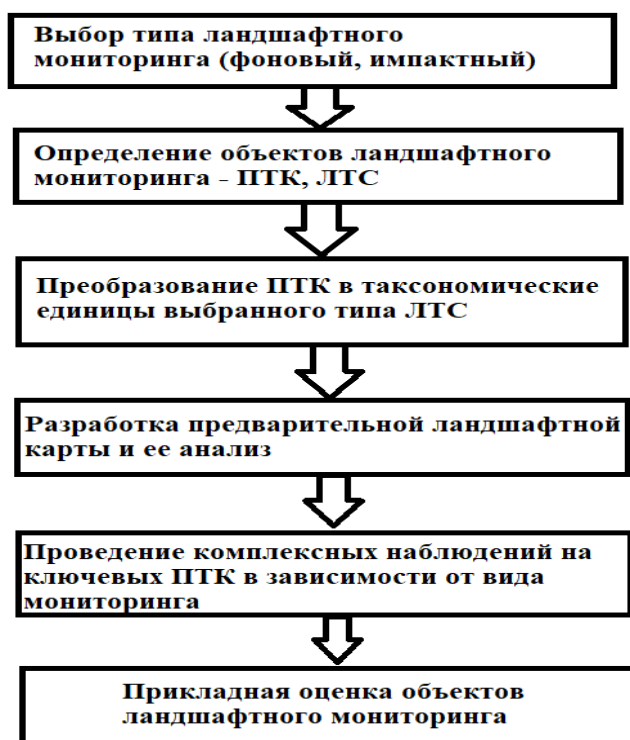 Выбор типа ландшафтного
мониторинга (фоновый, импактный)
Определение объектов ландшафтного
мониторинга - ПТК, ЛТС
Преобразование ПТК в таксономические
единицы выбранного типа ЛТС
Разработка предварительной ландшафтной
карты и ее анализ
Проведение комплексных наблюдений на
ключевых ПТК в зависимости от вида
мониторинга
Прикладная оценка объектов
ландшафтного мониторинга